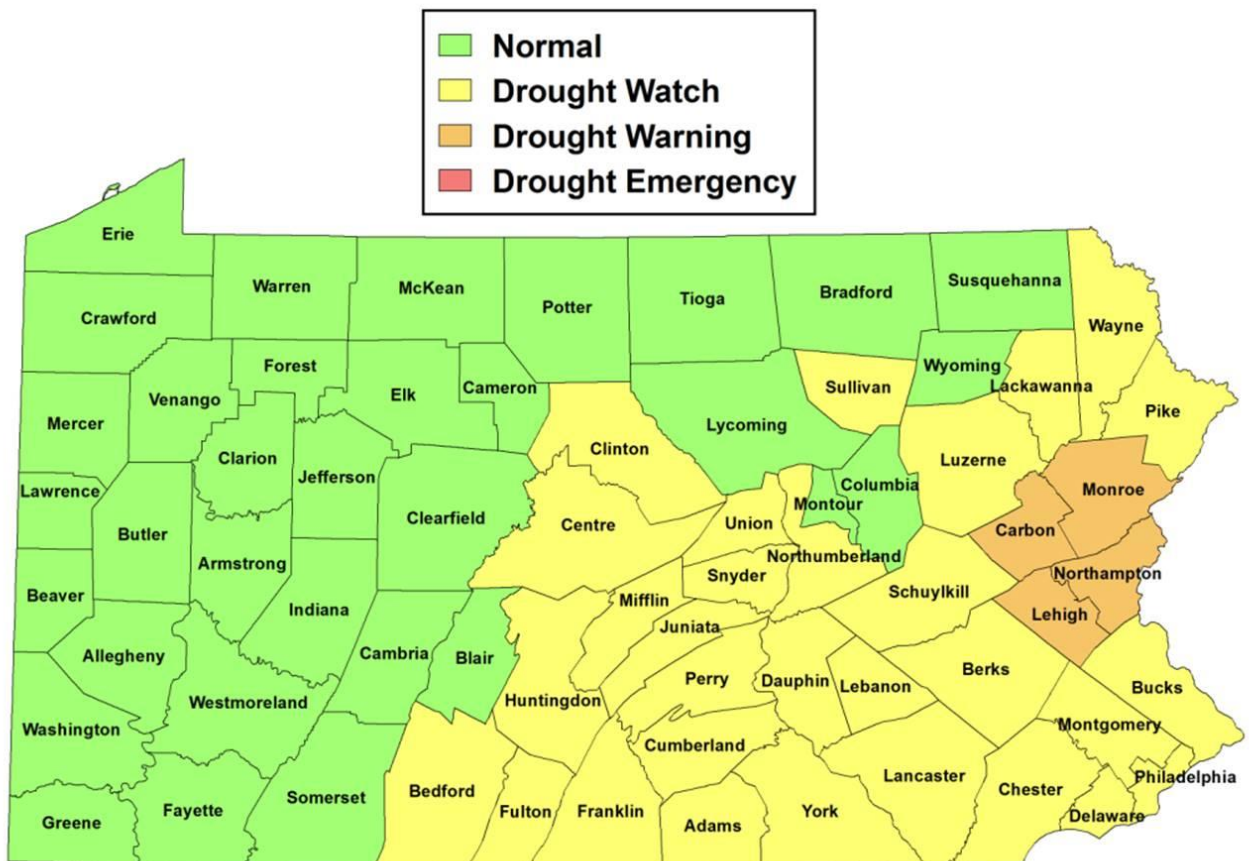 Normal
Drought Watch
Drought Warning
Drought Emergency
Erie
Warren
McKean
Potter
Tioga
Bradford
Susquehanna
Crawford
Wayne
Forest
Wyoming
Venango
Elk
Cameron
Sullivan
Lackawanna
Mercer
Pike
Lycoming
Clinton
Clarion
Luzerne
Jefferson
Columbia
Lawrence
Monroe
Montour
Clearfield
Centre
Union
Carbon
Butler
Northumberland
Armstrong
Snyder
Northampton
Beaver
Schuylkill
Mifflin
Indiana
Lehigh
Juniata
Allegheny
Cambria
Blair
Berks
Perry
Dauphin
Lebanon
Bucks
Westmoreland
Huntingdon
Washington
Montgomery
Cumberland
Lancaster
Philadelphia
Bedford
Chester
Somerset
Fayette
Fulton
Franklin
York
Delaware
Greene
Adams